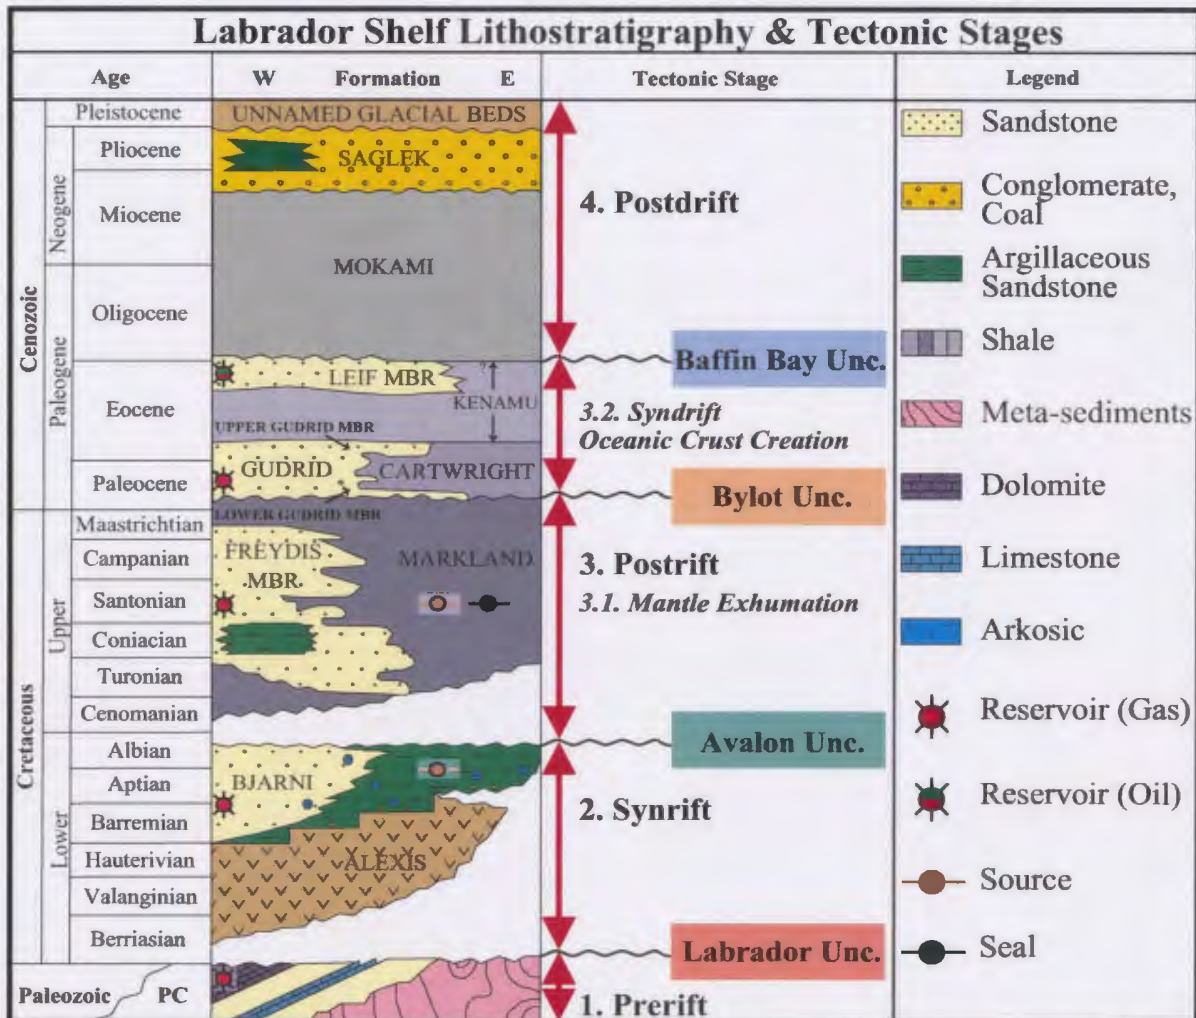 Labrador Shelf Lithostratigraphy & Tectonic Stages
Age
W Formation E
Tectonic Stage
Legend
Cenozoic
Neogene
Paleogene
Pleistocene
Pliocene
Miocene
Oligocene
Eocene
Paleocene
Cretaceous
Upper
Lower
Maastrichtian
Campanian
Santonian
Coniacian
Turonian
Cenomanian
Albian
Aptian
Barremian
Hauterivian
Valanginian
Berriasian
Paleozoic PC
UNNAMED GLACIAL BEDS
SAGLEK
MOKAMI
LEIF MBR
?
KENAMU
UPPER GUDRID MBR
GUDRID
CARTWRIGHT
LOWER GUDRID MBR
FREYDIS
MBR
MARKLAND
BJARNI
ALEXIS
4. Postdrift
Baffin Bay Unc.
3.2. Syndrift
Oceanic Crust Creation
Bylot Unc.
3. Postrift
3.1. Mantle Exhumation
Avalon Unc.
2. Synrift
Labrador Unc.
1. Prerift
Sandstone
Conglomerate,
Coal
Argillaceous
Sandstone
Shale
Meta-sediments
Dolomite
Limestone
Arkosic
Reservoir (Gas)
Reservoir (Oil)
Source
Seal